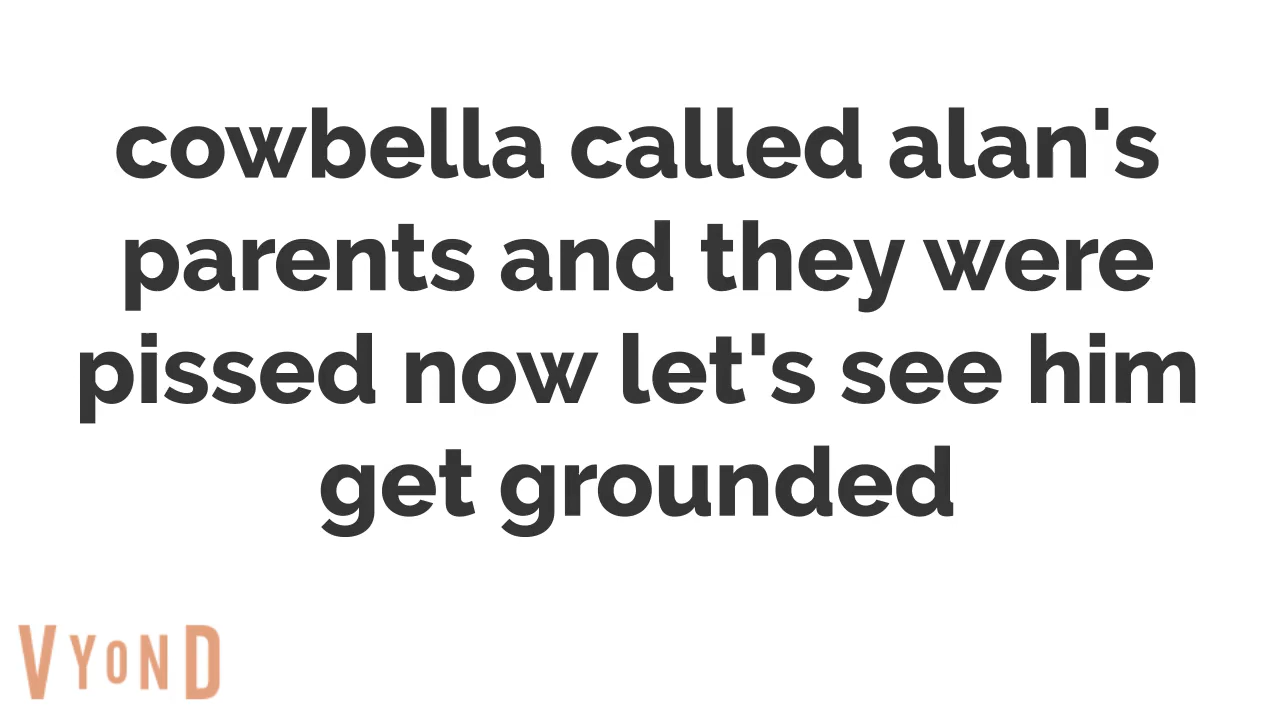 cowbella called alan's
parents and they were
pissed now let's see him
get grounded
VYOND